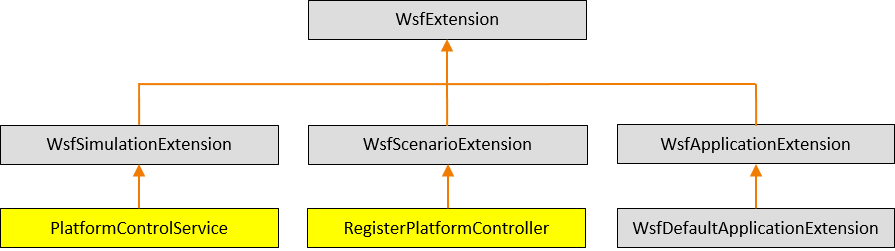 WsfExtension
WsfSimulationExtension
WsfScenarioExtension
WsfApplicationExtension
PlatformControlService
RegisterPlatformController
WsfDefaultApplicationExtension